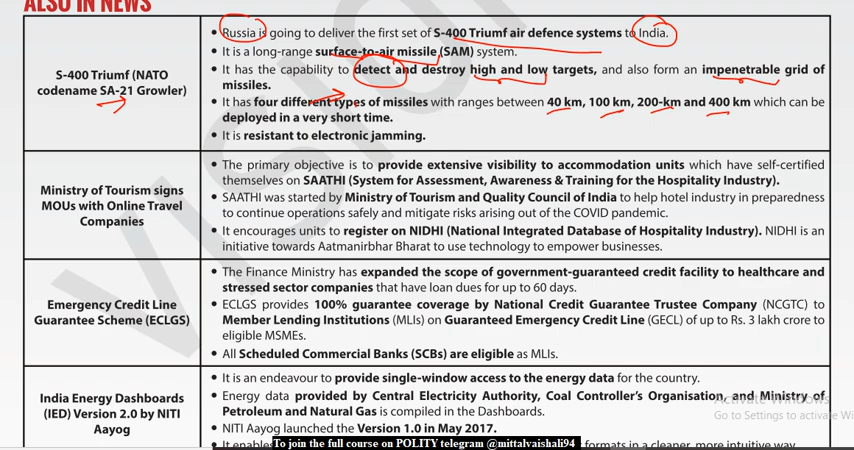 ALSO IN NEWS
S-400 Triumf (NATO
codename SA-21 Growler)
• Russia is going to deliver the first set of S-400 Triumf air defence systems to India.
• It is a long-range surface-to-air missile (SAM) system.
• It has the capability to detect and destroy high and low targets, and also form an impenetrable grid of
missiles.
• It has four different types of missiles with ranges between 40 km, 100 km, 200-km and 400 km which can be
deployed in a very short time.
• It is resistant to electronic jamming.
Ministry of Tourism signs
MOUs with Online Travel
Companies
• The primary objective is to provide extensive visibility to accommodation units which have self-certified
themselves on SAATHI (System for Assessment, Awareness & Training for the Hospitality Industry).
• SAATHI was started by Ministry of Tourism and Quality Council of India to help hotel industry in preparedness
to continue operations safely and mitigate risks arising out of the COVID pandemic.
• It encourages units to register on NIDHI (National Integrated Database of Hospitality Industry). NIDHI is an
initiative towards Aatmanirbhar Bharat to use technology to empower businesses.
Emergency Credit Line
Guarantee Scheme (ECLGS)
• The Finance Ministry has expanded the scope of government-guaranteed credit facility to healthcare and
stressed sector companies that have loan dues for up to 60 days.
• ECLGS provides 100% guarantee coverage by National Credit Guarantee Trustee Company (NCGTC) to
Member Lending Institutions (MLIs) on Guaranteed Emergency Credit Line (GECL) of up to Rs. 3 lakh crore to
eligible MSMEs.
• All Scheduled Commercial Banks (SCBs) are eligible as MLIs.
India Energy Dashboards
(IED) Version 2.0 by NITI
Aayog
• It is an endeavour to provide single-window access to the energy data for the country.
• Energy data provided by Central Electricity Authority, Coal Controller's Organisation, and Ministry of
Petroleum and Natural Gas is compiled in the Dashboards.
• NITI Aayog launched the Version 1.0 in May 2017.
• It enables formats in a cleaner, more intuitive way.
Activate Windows
Go to Settings to activate Wi
To join the full course on POLITY telegram @mittalvaishali94
VISIO